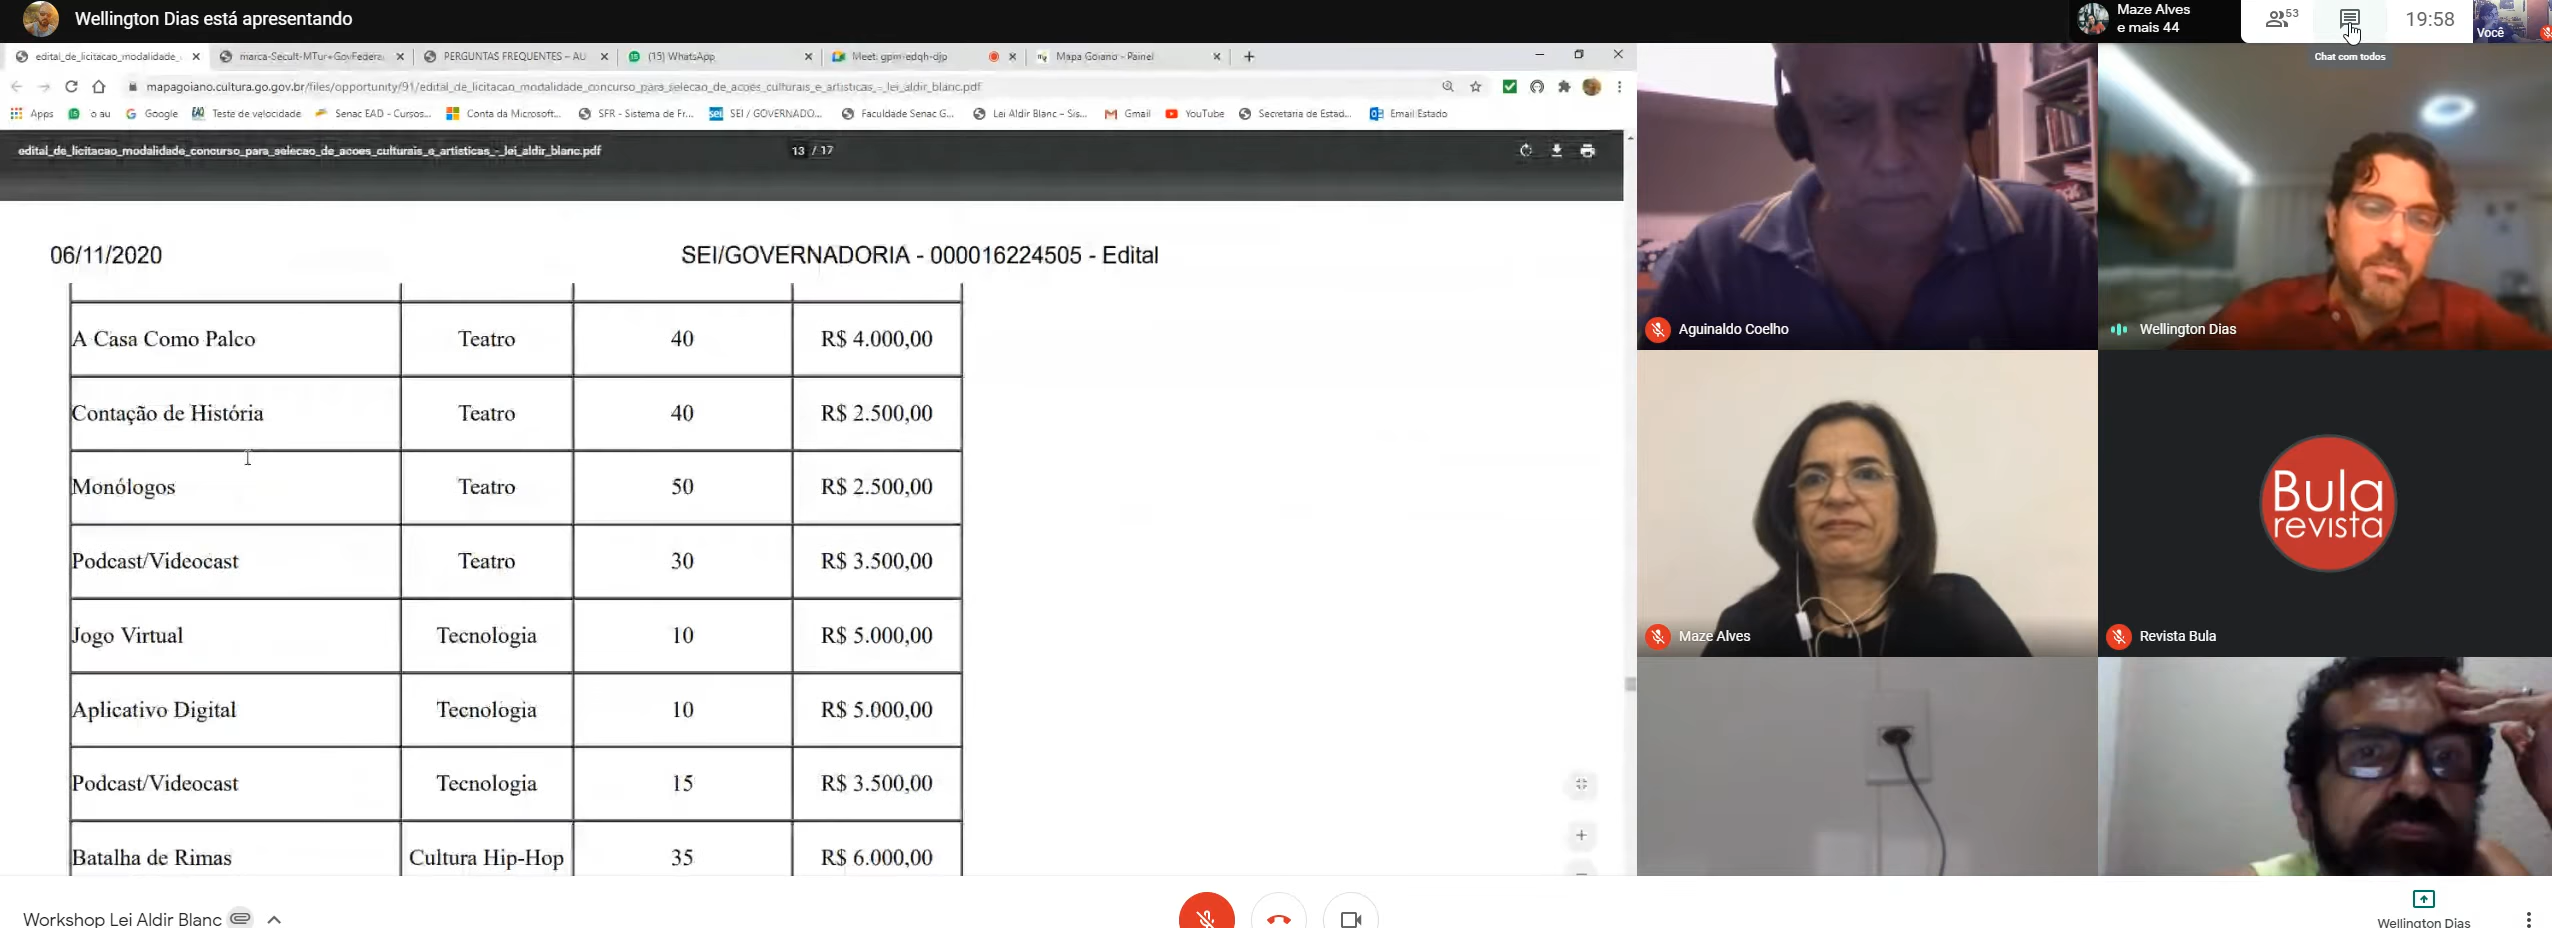 Wellington Dias está apresentando
Maze Alves
e mais 44
53
19:58
Você
Chat com todos
edital_de_licitacao_modalidade_
marca-Secult-MTur+GovFedera
PERGUNTAS FREQUENTES – AU
(15) WhatsApp
Meet: gpim-edqh-djp
Mapa Goiano - Painel
mapagoiano.cultura.go.gov.br/files/opportunity/91/edital_de_licitacao_modalidade_concurso_para_selecao_de_acoes_culturais_e_artisticas_-_lei_aldir_blanc.pdf
Apps
Google
Teste de velocidade
Senac EAD - Cursos...
Conta da Microsoft...
SFR - Sistema de Fr...
SEI / GOVERNADO...
Faculdade Senac G...
Lei Aldir Blanc – Sis...
Gmail
YouTube
Secretaria de Estad...
Email Estado
edital_de_licitacao_modalidade_concurso_para_selecao_de_acoes_culturais_e_artisticas_-_lei_aldir_blanc.pdf
13 / 17
06/11/2020
SEI/GOVERNADORIA - 000016224505 - Edital
A Casa Como Palco Teatro 40 R$ 4.000,00
Contação de História Teatro 40 R$ 2.500,00
Monólogos Teatro 50 R$ 2.500,00
Podcast/Videocast Teatro 30 R$ 3.500,00
Jogo Virtual Tecnologia 10 R$ 5.000,00
Aplicativo Digital Tecnologia 10 R$ 5.000,00
Podcast/Videocast Tecnologia 15 R$ 3.500,00
Batalha de Rimas Cultura Hip-Hop 35 R$ 6.000,00
Aguinaldo Coelho
Wellington Dias
Maze Alves
Bula
revista
Revista Bula
Workshop Lei Aldir Blanc
Wellington Dias